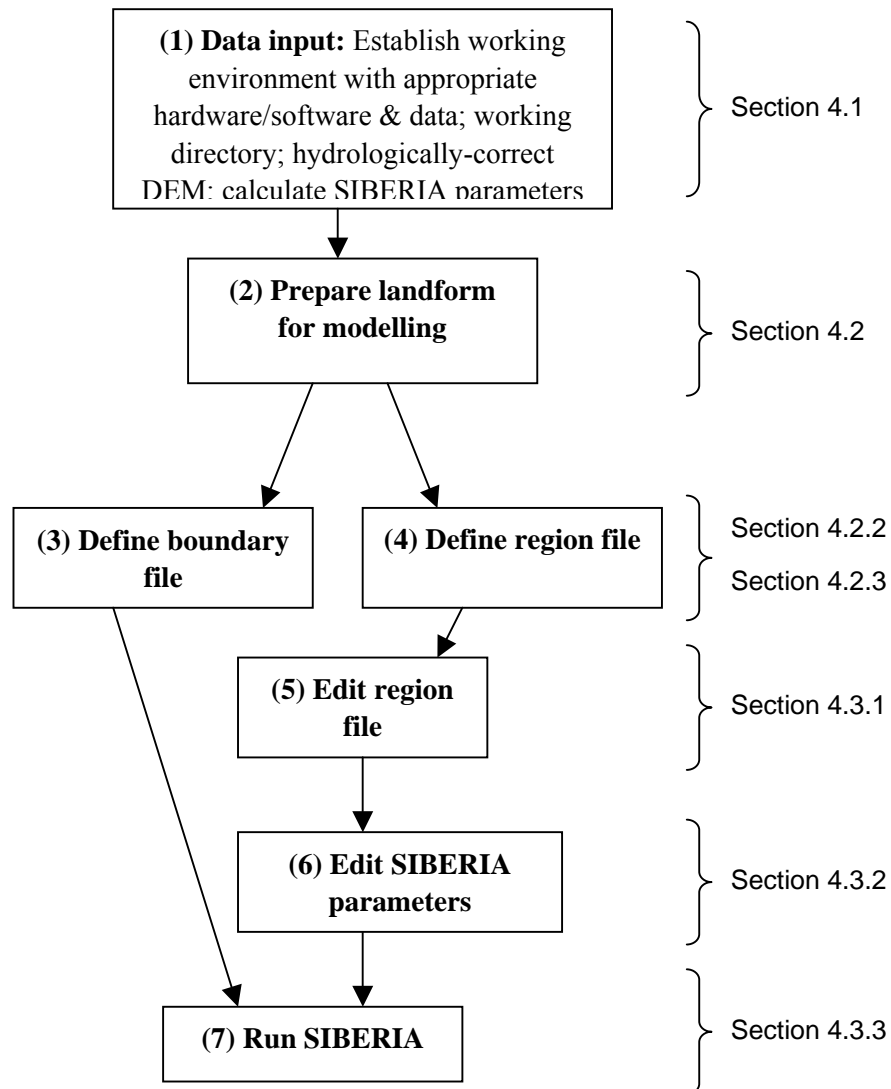 (1) Data input: Establish working
environment with appropriate
hardware/software & data; working
directory; hydrologically-correct
DEM; calculate SIBERIA parameters
Section 4.1
(2) Prepare landform
for modelling
Section 4.2
(3) Define boundary
file
(4) Define region file
Section 4.2.2
Section 4.2.3
(5) Edit region
file
Section 4.3.1
(6) Edit SIBERIA
parameters
Section 4.3.2
(7) Run SIBERIA
Section 4.3.3